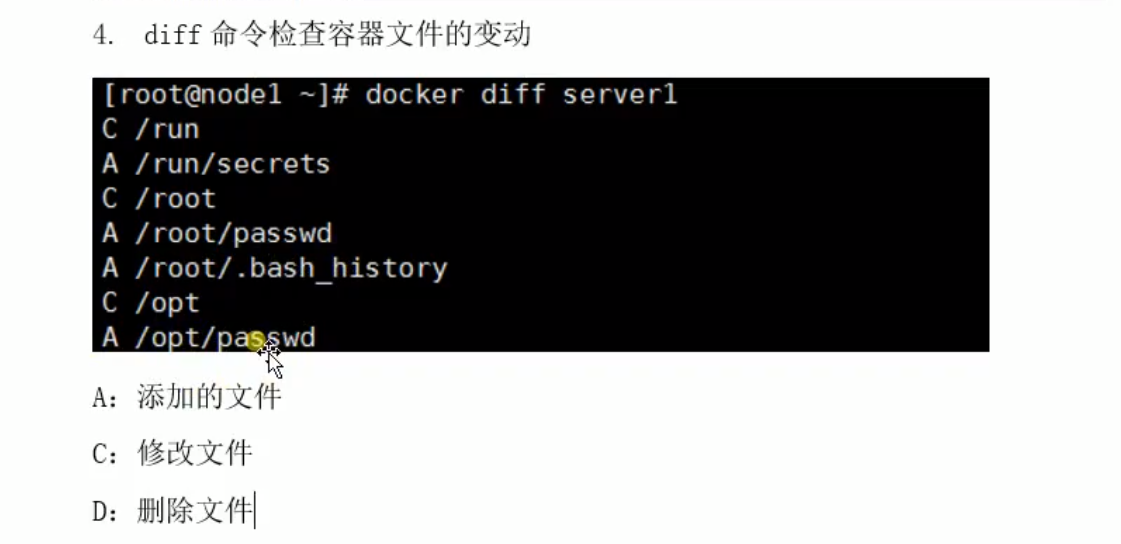 4. diff 命令检查容器文件的变动
[root@node1 ~]# docker diff server1
C /run
A /run/secrets
C /root
A /root/passwd
A /root/.bash_history
C /opt
A /opt/passwd
A：添加的文件
C：修改文件
D：删除文件